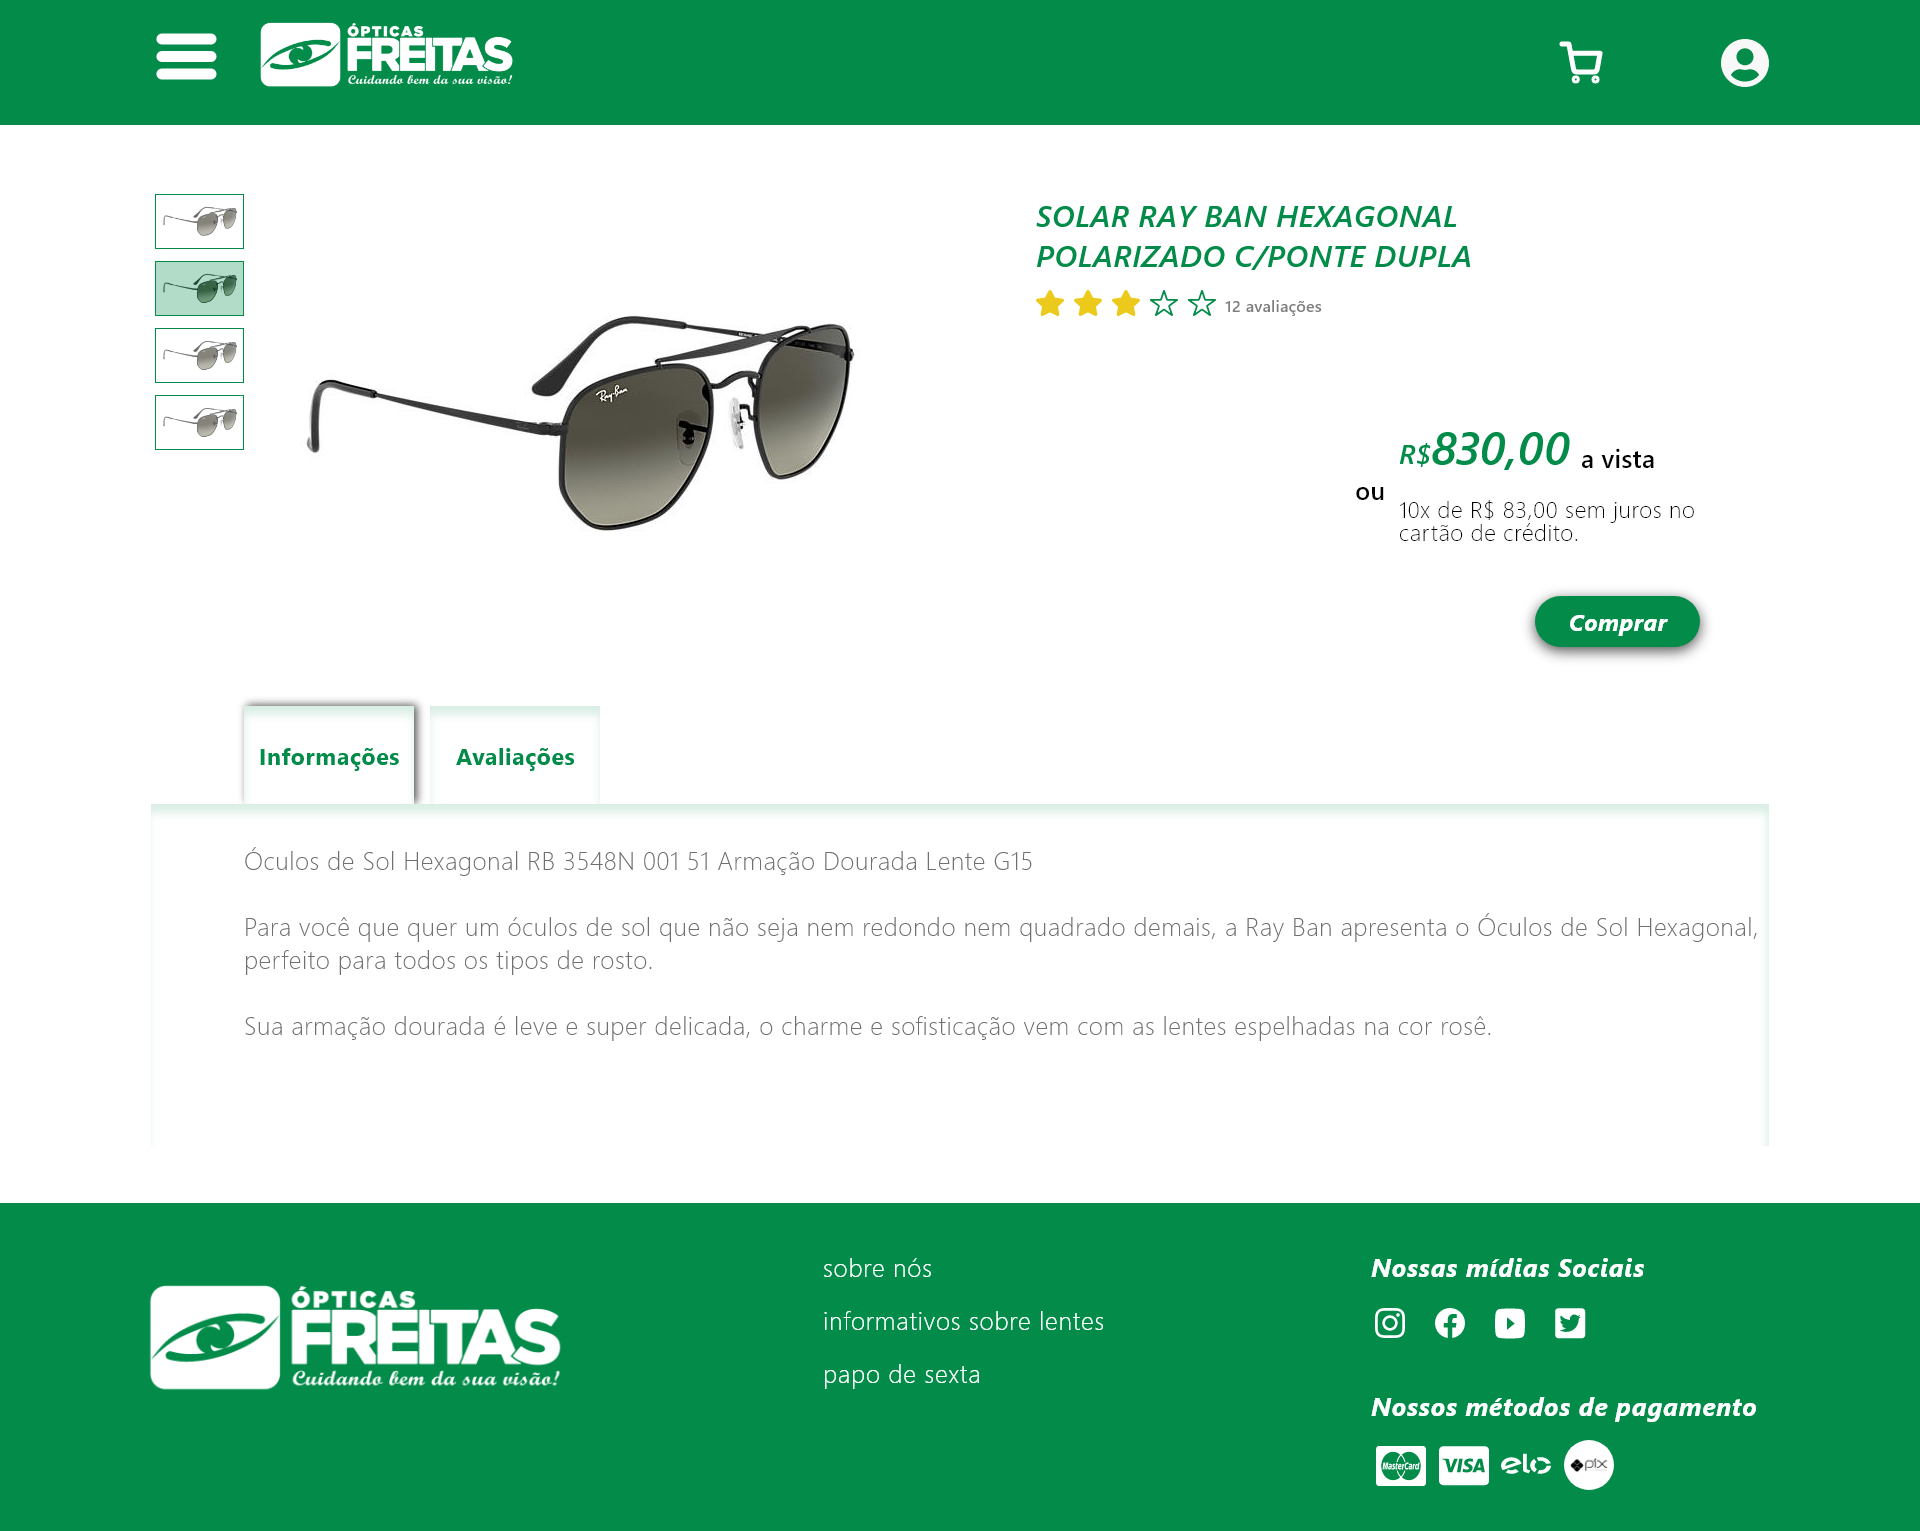 ÓPTICAS
FREITAS
Cuidando bem da sua visão!
SOLAR RAY BAN HEXAGONAL
POLARIZADO C/PONTE DUPLA
12 avaliações
Ray-Ban
R$830,00 a vista
ou
10x de R$ 83,00 sem juros no
cartão de crédito.
Comprar
Informações
Avaliações
Óculos de Sol Hexagonal RB 3548N 001 51 Armação Dourada Lente G15
Para você que quer um óculos de sol que não seja nem redondo nem quadrado demais, a Ray Ban apresenta o Óculos de Sol Hexagonal,
perfeito para todos os tipos de rosto.
Sua armação dourada é leve e super delicada, o charme e sofisticação vem com as lentes espelhadas na cor rosê.
ÓPTICAS
FREITAS
Cuidando bem da sua visão!
sobre nós
informativos sobre lentes
papo de sexta
Nossas mídias Sociais
Nossos métodos de pagamento
MasterCard
VISA
elo
pix